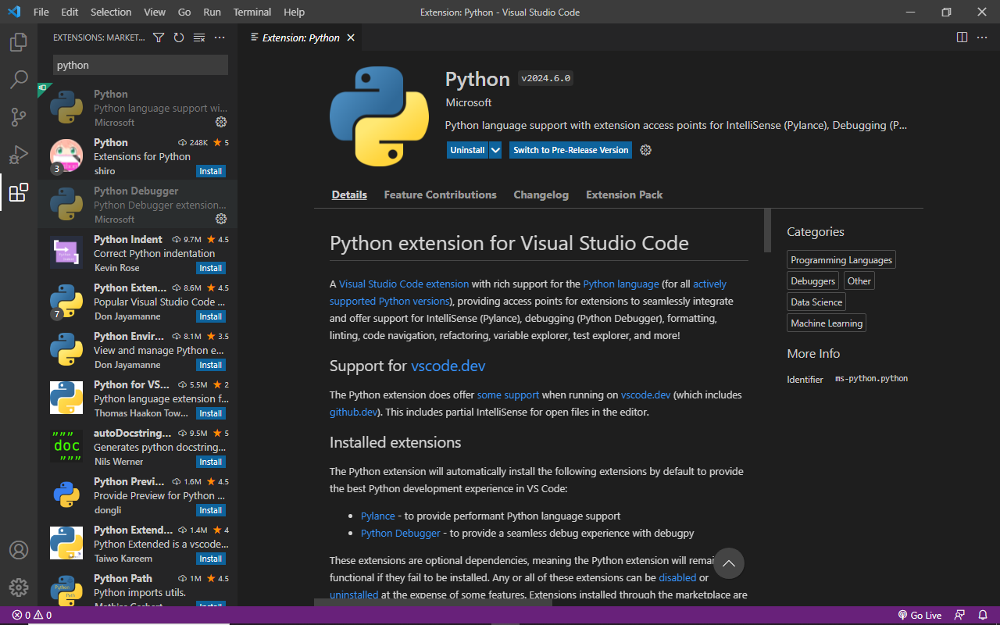 File Edit Selection View Go Run Terminal Help
Extension: Python - Visual Studio Code
EXTENSIONS: MARKET...
python
Python
Python language support wi...
Microsoft
Python 248K 5
Extensions for Python
3
shiro Install
Python Debugger
Python Debugger extension...
Microsoft
Python Indent 9.7M 4.5
Correct Python indentation
Kevin Rose Install
Python Exten... 8.6M 4.5
Popular Visual Studio Code ...
7
Don Jayamanne Install
Python Envir... 8.1M 3.5
View and manage Python e...
Don Jayamanne Install
Python for VS... 5.5M 2
Python language extension f...
Thomas Haakon Tow... Install
"""
doc
"""
autoDocstring... 9.5M 5
Generates python docstring...
Nils Werner Install
Python Previ... 1.6M 4.5
Provide Preview for Python ...
dongli Install
Python Extend... 1.4M 4
Python Extended is a vscode...
Taiwo Kareem Install
Python Path 1M 4.5
Python imports utils.
Extension: Python
Python v2024.6.0
Microsoft
Python language support with extension access points for IntelliSense (Pylance), Debugging (P...
Uninstall Switch to Pre-Release Version
Details Feature Contributions Changelog Extension Pack
Python extension for Visual Studio Code
A Visual Studio Code extension with rich support for the Python language (for all actively
supported Python versions), providing access points for extensions to seamlessly integrate
and offer support for IntelliSense (Pylance), debugging (Python Debugger), formatting,
linting, code navigation, refactoring, variable explorer, test explorer, and more!
Support for vscode.dev
The Python extension does offer some support when running on vscode.dev (which includes
github.dev). This includes partial IntelliSense for open files in the editor.
Installed extensions
The Python extension will automatically install the following extensions by default to provide
the best Python development experience in VS Code:
• Pylance - to provide performant Python language support
• Python Debugger - to provide a seamless debug experience with debugpy
These extensions are optional dependencies, meaning the Python extension will remai
functional if they fail to be installed. Any or all of these extensions can be disabled or
uninstalled at the expense of some features. Extensions installed through the marketplace are
Categories
Programming Languages
Debuggers Other
Data Science
Machine Learning
More Info
Identifier ms-python.python
0 0
Go Live